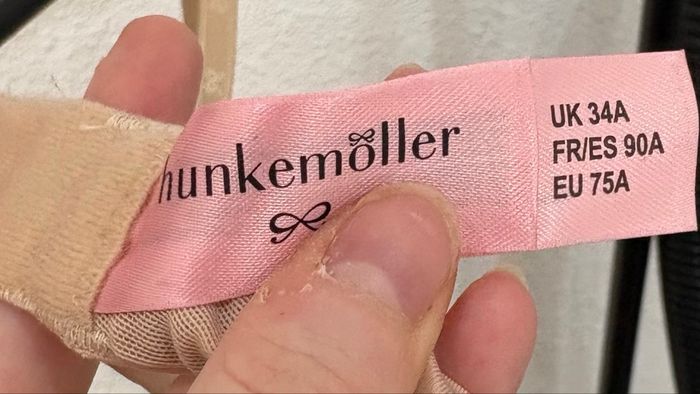 hunkemöller
UK 34A
FR/ES 90A
EU 75A